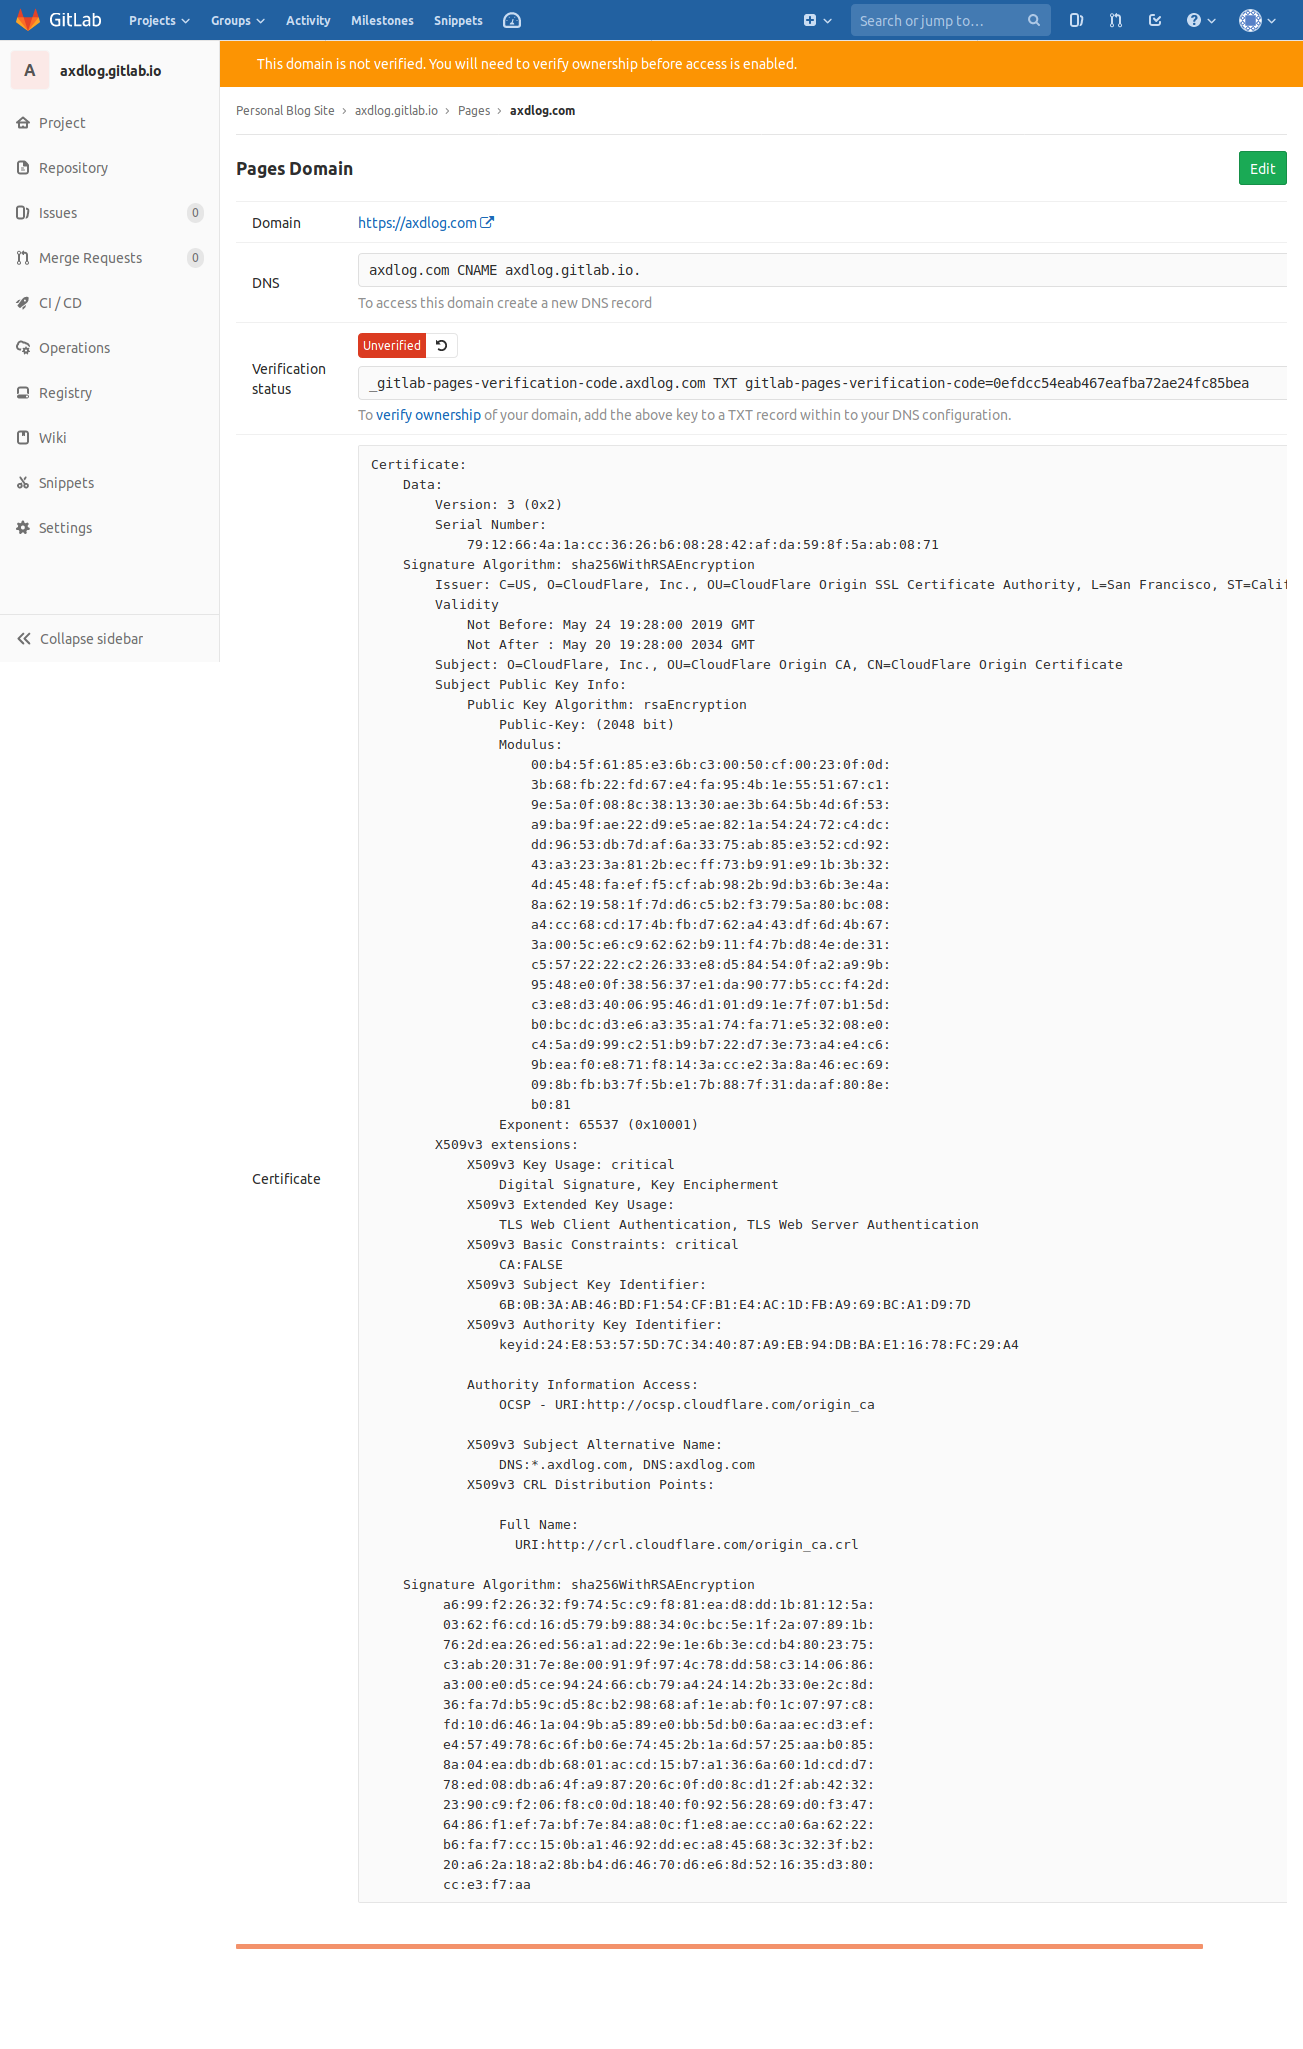 GitLab Projects Groups Activity Milestones Snippets Search or jump to…
A axdlog.gitlab.io
Project
Repository
Issues 0
Merge Requests 0
CI / CD
Operations
Registry
Wiki
Snippets
Settings
Collapse sidebar
This domain is not verified. You will need to verify ownership before access is enabled.
Personal Blog Site › axdlog.gitlab.io › Pages › axdlog.com
Pages Domain Edit
Domain https://axdlog.com
DNS
axdlog.com CNAME axdlog.gitlab.io.
To access this domain create a new DNS record
Verification status
Unverified
_gitlab-pages-verification-code.axdlog.com TXT gitlab-pages-verification-code=0efdcc54eab467eafba72ae24fc85bea
To verify ownership of your domain, add the above key to a TXT record within to your DNS configuration.
Certificate
Certificate:
Data:
Version: 3 (0x2)
Serial Number:
79:12:66:4a:1a:cc:36:26:b6:08:28:42:af:da:59:8f:5a:ab:08:71
Signature Algorithm: sha256WithRSAEncryption
Issuer: C=US, O=CloudFlare, Inc., OU=CloudFlare Origin SSL Certificate Authority, L=San Francisco, ST=Calif
Validity
Not Before: May 24 19:28:00 2019 GMT
Not After : May 20 19:28:00 2034 GMT
Subject: O=CloudFlare, Inc., OU=CloudFlare Origin CA, CN=CloudFlare Origin Certificate
Subject Public Key Info:
Public Key Algorithm: rsaEncryption
Public-Key: (2048 bit)
Modulus:
00:b4:5f:61:85:e3:6b:c3:00:50:cf:00:23:0f:0d:
3b:68:fb:22:fd:67:e4:fa:95:4b:1e:55:51:67:c1:
9e:5a:0f:08:8c:38:13:30:ae:3b:64:5b:4d:6f:53:
a9:ba:9f:ae:22:d9:e5:ae:82:1a:54:24:72:c4:dc:
dd:96:53:db:7d:af:6a:33:75:ab:85:e3:52:cd:92:
43:a3:23:3a:81:2b:ec:ff:73:b9:91:e9:1b:3b:32:
4d:45:48:fa:ef:f5:cf:ab:98:2b:9d:b3:6b:3e:4a:
8a:62:19:58:1f:7d:d6:c5:b2:f3:79:5a:80:bc:08:
a4:cc:68:cd:17:4b:fb:d7:62:a4:43:df:6d:4b:67:
3a:00:5c:e6:c9:62:62:b9:11:f4:7b:d8:4e:de:31:
c5:57:22:22:c2:26:33:e8:d5:84:54:0f:a2:a9:9b:
95:48:e0:0f:38:56:37:e1:da:90:77:b5:cc:f4:2d:
c3:e8:d3:40:06:95:46:d1:01:d9:1e:7f:07:b1:5d:
b0:bc:dc:d3:e6:a3:35:a1:74:fa:71:e5:32:08:e0:
c4:5a:d9:99:c2:51:b9:b7:22:d7:3e:73:a4:e4:c6:
9b:ea:f0:e8:71:f8:14:3a:cc:e2:3a:8a:46:ec:69:
09:8b:fb:b3:7f:5b:e1:7b:88:7f:31:da:af:80:8e:
b0:81
Exponent: 65537 (0x10001)
X509v3 extensions:
X509v3 Key Usage: critical
Digital Signature, Key Encipherment
X509v3 Extended Key Usage:
TLS Web Client Authentication, TLS Web Server Authentication
X509v3 Basic Constraints: critical
CA:FALSE
X509v3 Subject Key Identifier:
6B:0B:3A:AB:46:BD:F1:54:CF:B1:E4:AC:1D:FB:A9:69:BC:A1:D9:7D
X509v3 Authority Key Identifier:
keyid:24:E8:53:57:5D:7C:34:40:87:A9:EB:94:DB:BA:E1:16:78:FC:29:A4
Authority Information Access:
OCSP - URI:http://ocsp.cloudflare.com/origin_ca
X509v3 Subject Alternative Name:
DNS:*.axdlog.com, DNS:axdlog.com
X509v3 CRL Distribution Points:
Full Name:
URI:http://crl.cloudflare.com/origin_ca.crl
Signature Algorithm: sha256WithRSAEncryption
a6:99:f2:26:32:f9:74:5c:c9:f8:81:ea:d8:dd:1b:81:12:5a:
03:62:f6:cd:16:d5:79:b9:88:34:0c:bc:5e:1f:2a:07:89:1b:
76:2d:ea:26:ed:56:a1:ad:22:9e:1e:6b:3e:cd:b4:80:23:75:
c3:ab:20:31:7e:8e:00:91:9f:97:4c:78:dd:58:c3:14:06:86:
a3:00:e0:d5:ce:94:24:66:cb:79:a4:24:14:2b:33:0e:2c:8d:
36:fa:7d:b5:9c:d5:8c:b2:98:68:af:1e:ab:f0:1c:07:97:c8:
fd:10:d6:46:1a:04:9b:a5:89:e0:bb:5d:b0:6a:aa:ec:d3:ef:
e4:57:49:78:6c:6f:b0:6e:74:45:2b:1a:6d:57:25:aa:b0:85:
8a:04:ea:db:db:68:01:ac:cd:15:b7:a1:36:6a:60:1d:cd:d7:
78:ed:08:db:a6:4f:a9:87:20:6c:0f:d0:8c:d1:2f:ab:42:32:
23:90:c9:f2:06:f8:c0:0d:18:40:f0:92:56:28:69:d0:f3:47:
64:86:f1:ef:7a:bf:7e:84:a8:0c:f1:e8:ae:cc:a0:6a:62:22:
b6:fa:f7:cc:15:0b:a1:46:92:dd:ec:a8:45:68:3c:32:3f:b2:
20:a6:2a:18:a2:8b:b4:d6:46:70:d6:e6:8d:52:16:35:d3:80:
cc:e3:f7:aa